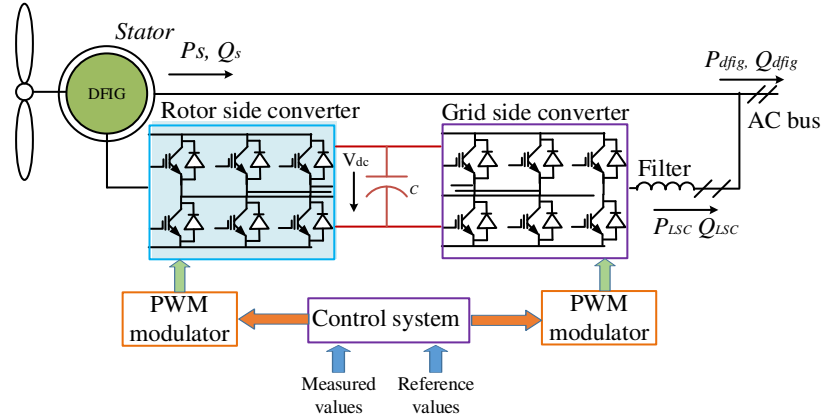 Stator
Ps, Qs
Pdfig, Qdfig
DFIG
AC bus
Rotor side converter
Grid side converter
Vdc
C
Filter
PLSC QLSC
PWM
modulator
Control system
PWM
modulator
Measured
values
Reference
values